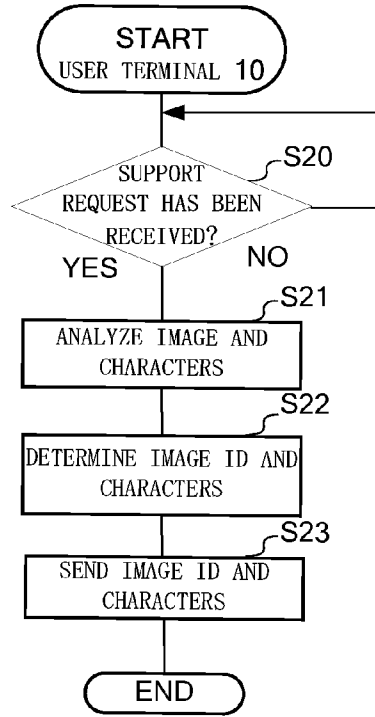 START
USER TERMINAL 10
S20
SUPPORT
REQUEST HAS BEEN
RECEIVED?
YES
NO
S21
ANALYZE IMAGE AND
CHARACTERS
S22
DETERMINE IMAGE ID AND
CHARACTERS
S23
SEND IMAGE ID AND
CHARACTERS
END